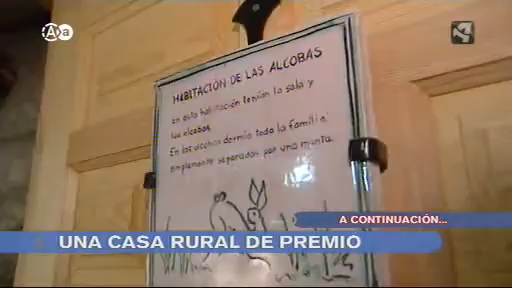 Aa
HABITACIÓN DE LAS ALCOBAS
en esta habitación tenían la sala y
las alcobas
En las alcobas dormía toda la familia
simplemente separados por una manta.
A CONTINUACIÓN...
UNA CASA RURAL DE PREMIO